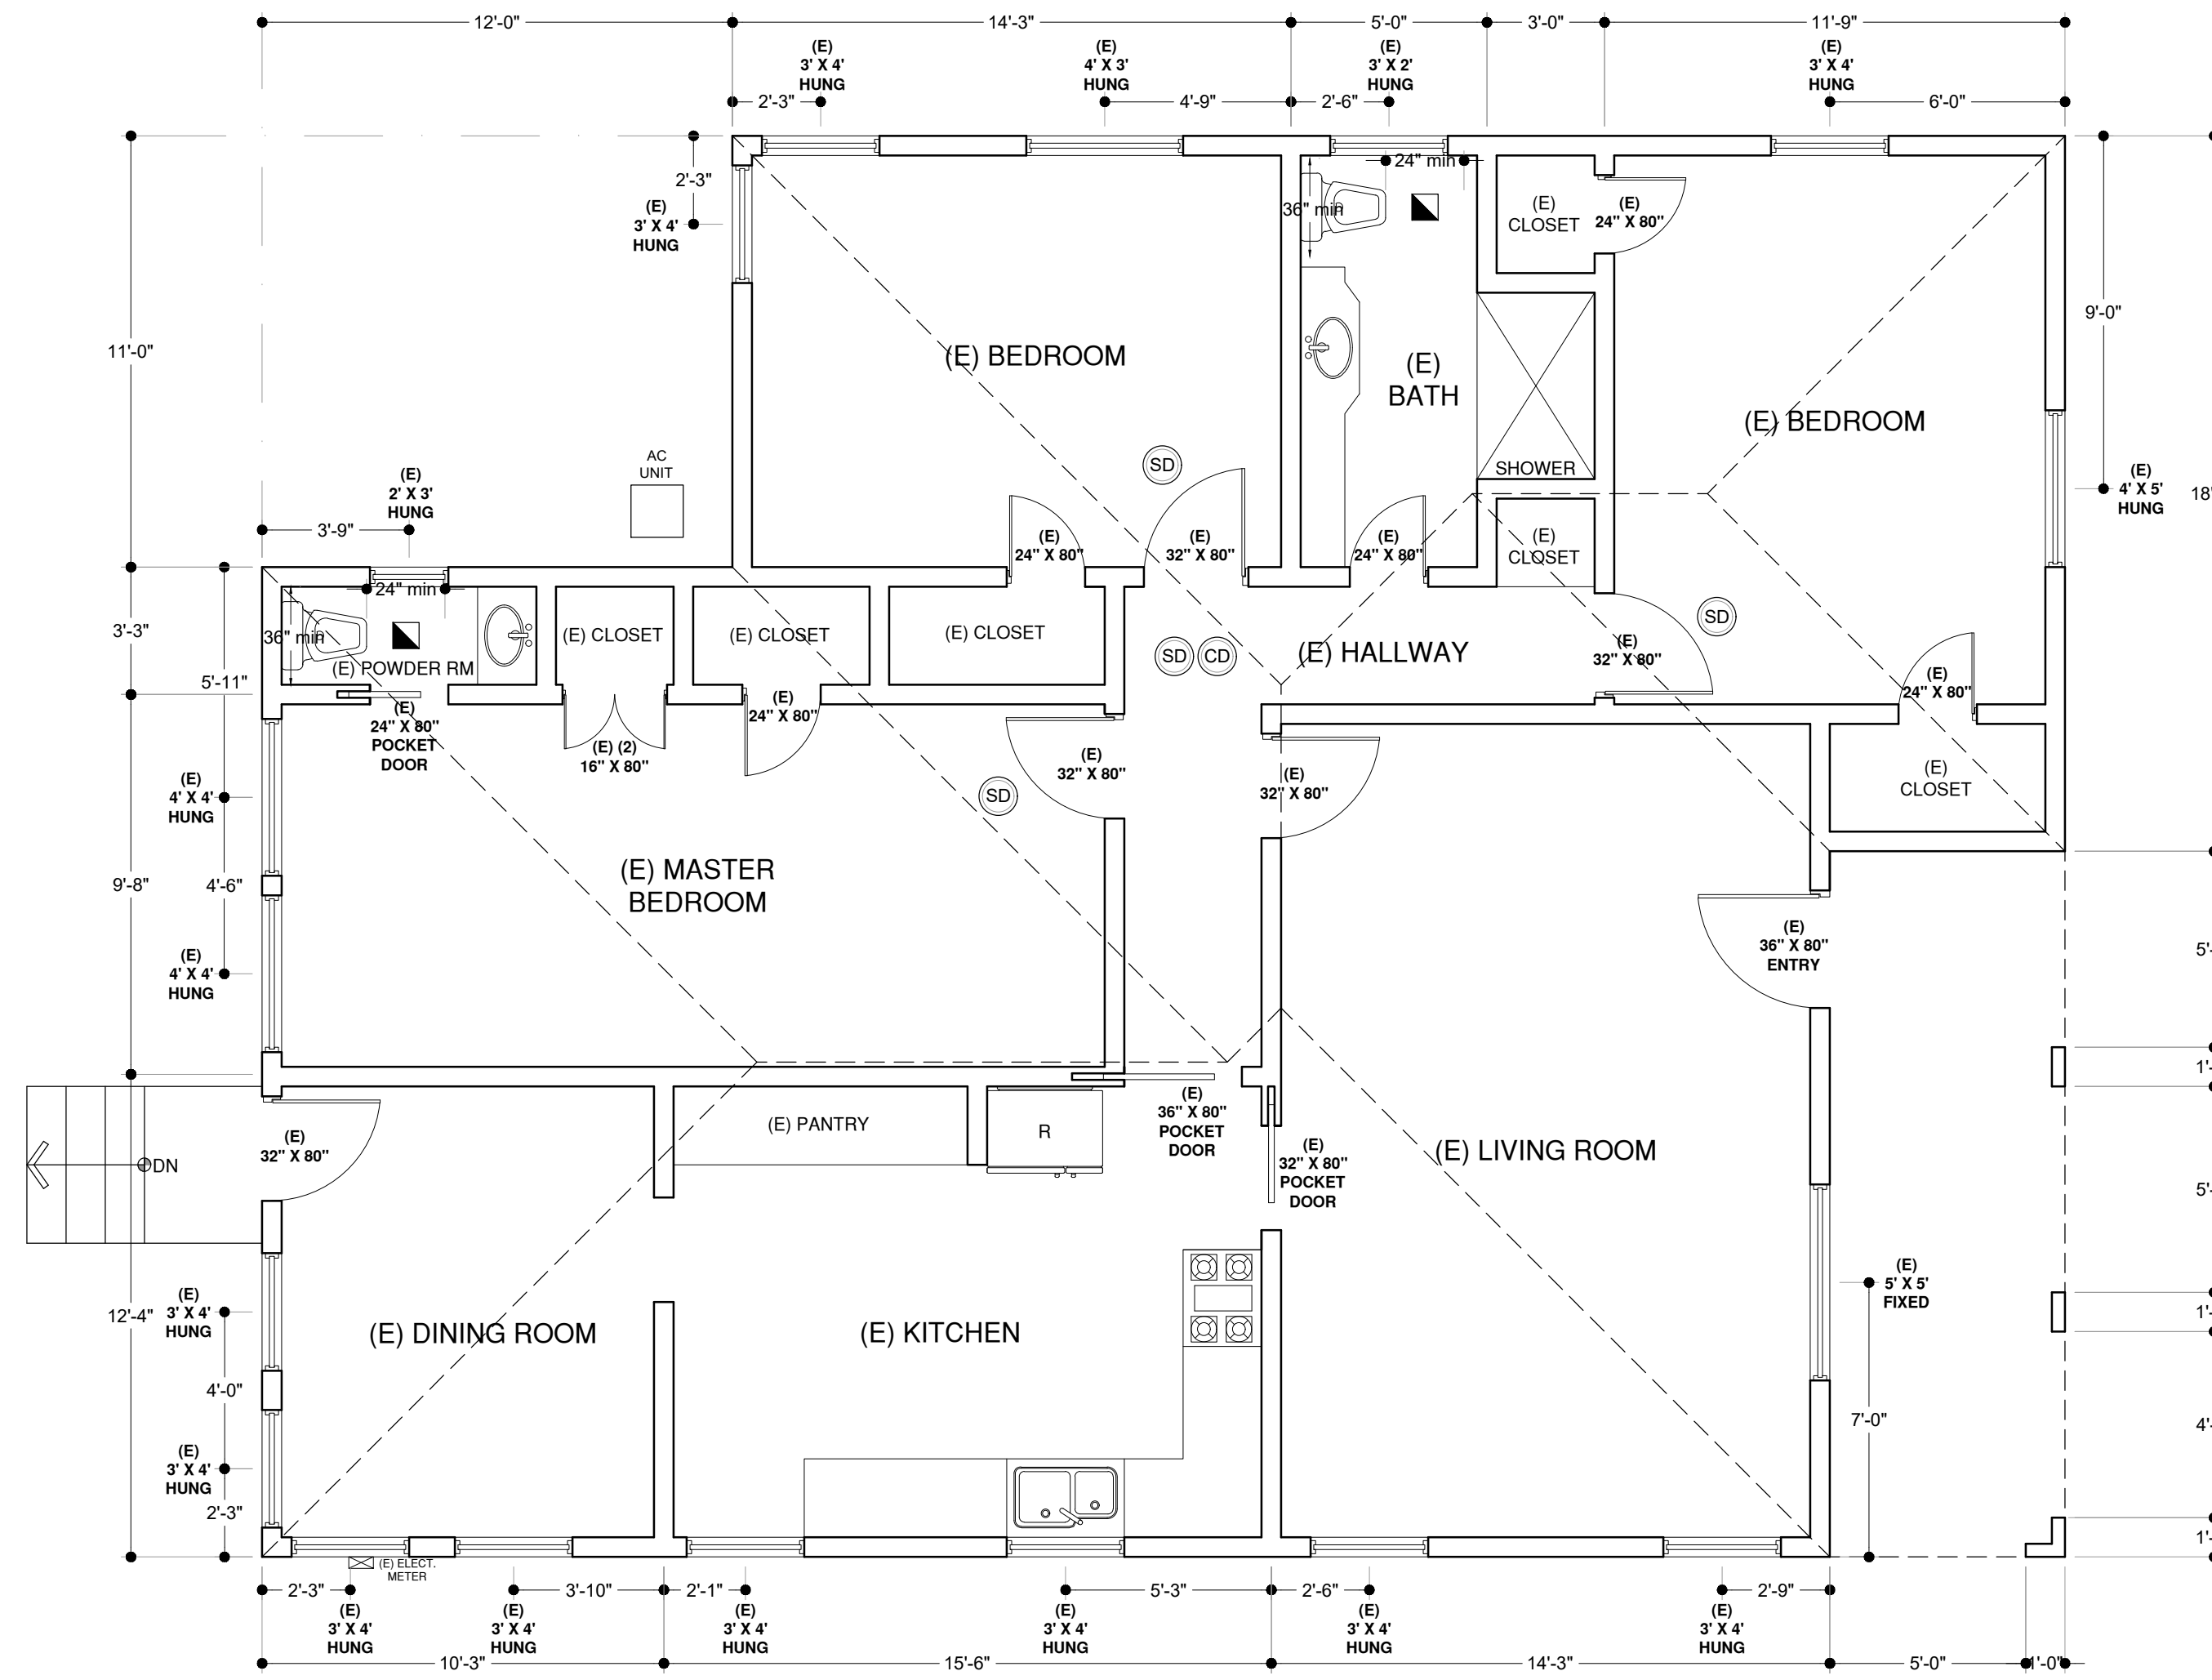 12'-0"
14'-3"
5'-0"
3'-0"
11'-9"
(E)
3' X 4'
HUNG
(E)
4' X 3'
HUNG
(E)
3' X 2'
HUNG
(E)
3' X 4'
HUNG
2'-3"
4'-9"
2'-6"
6'-0"
2'-3"
(E)
3' X 4'
HUNG
24" min
36" min
(E)
CLOSET
(E)
24" X 80"
9'-0"
11'-0"
(E) BEDROOM
(E)
BATH
(E) BEDROOM
AC
UNIT
SD
SHOWER
(E)
2' X 3'
HUNG
3'-9"
(E)
4' X 5'
HUNG
18'
(E)
24" X 80"
(E)
32" X 80"
(E)
24" X 80"
(E)
CLOSET
24" min
36" min
(E) POWDER RM
(E) CLOSET
(E) CLOSET
(E) CLOSET
SD
CD
(E) HALLWAY
SD
(E)
32" X 80"
3'-3"
5'-11"
(E)
24" X 80"
POCKET
DOOR
(E) (2)
16" X 80"
(E)
24" X 80"
(E)
32" X 80"
(E)
32" X 80"
(E)
24" X 80"
(E)
CLOSET
(E)
4' X 4'
HUNG
SD
9'-8"
4'-6"
(E) MASTER
BEDROOM
(E)
4' X 4'
HUNG
(E)
36" X 80"
ENTRY
5'-
1'-
(E)
32" X 80"
DN
(E) PANTRY
R
(E)
36" X 80"
POCKET
DOOR
(E)
32" X 80"
POCKET
DOOR
(E) LIVING ROOM
5'-
(E)
5' X 5'
FIXED
12'-4"
(E)
3' X 4'
HUNG
1'-
(E) DINING ROOM
(E) KITCHEN
4'-0"
7'-0"
4'-
(E)
3' X 4'
HUNG
2'-3"
1'-
(E) ELECT.
METER
2'-3"
3'-10"
2'-1"
5'-3"
2'-6"
2'-9"
(E)
3' X 4'
HUNG
(E)
3' X 4'
HUNG
(E)
3' X 4'
HUNG
(E)
3' X 4'
HUNG
(E)
3' X 4'
HUNG
(E)
3' X 4'
HUNG
10'-3"
15'-6"
14'-3"
5'-0"
1'-0"